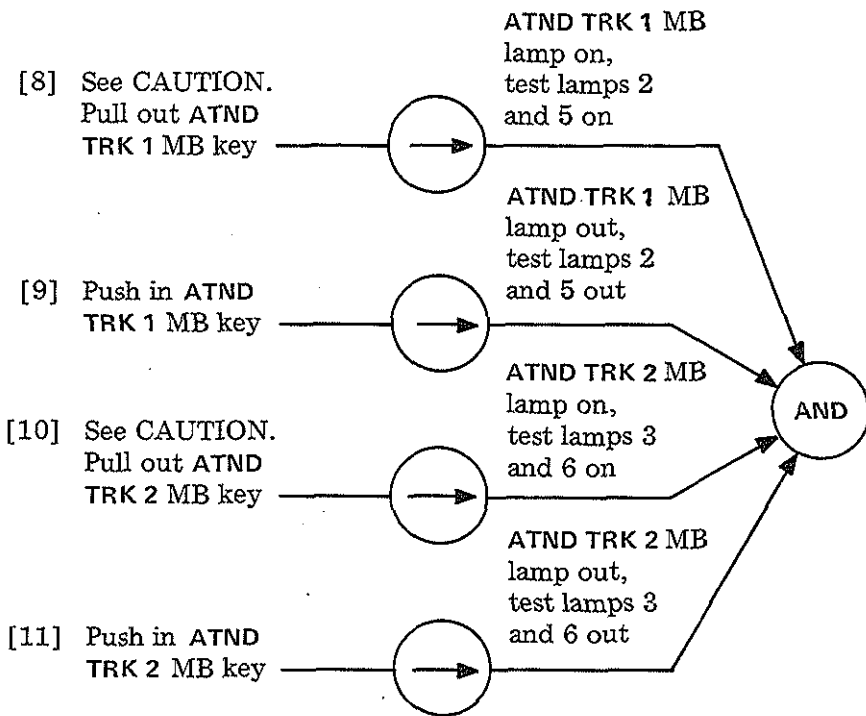 ATND TRK 1 MB
lamp on,
test lamps 2
and 5 on
[8] See CAUTION.
Pull out ATND
TRK 1 MB key
ATND TRK 1 MB
lamp out,
test lamps 2
and 5 out
[9] Push in ATND
TRK 1 MB key
ATND TRK 2 MB
lamp on,
test lamps 3
and 6 on
AND
[10] See CAUTION.
Pull out ATND
TRK 2 MB key
ATND TRK 2 MB
lamp out,
test lamps 3
and 6 out
[11] Push in ATND
TRK 2 MB key